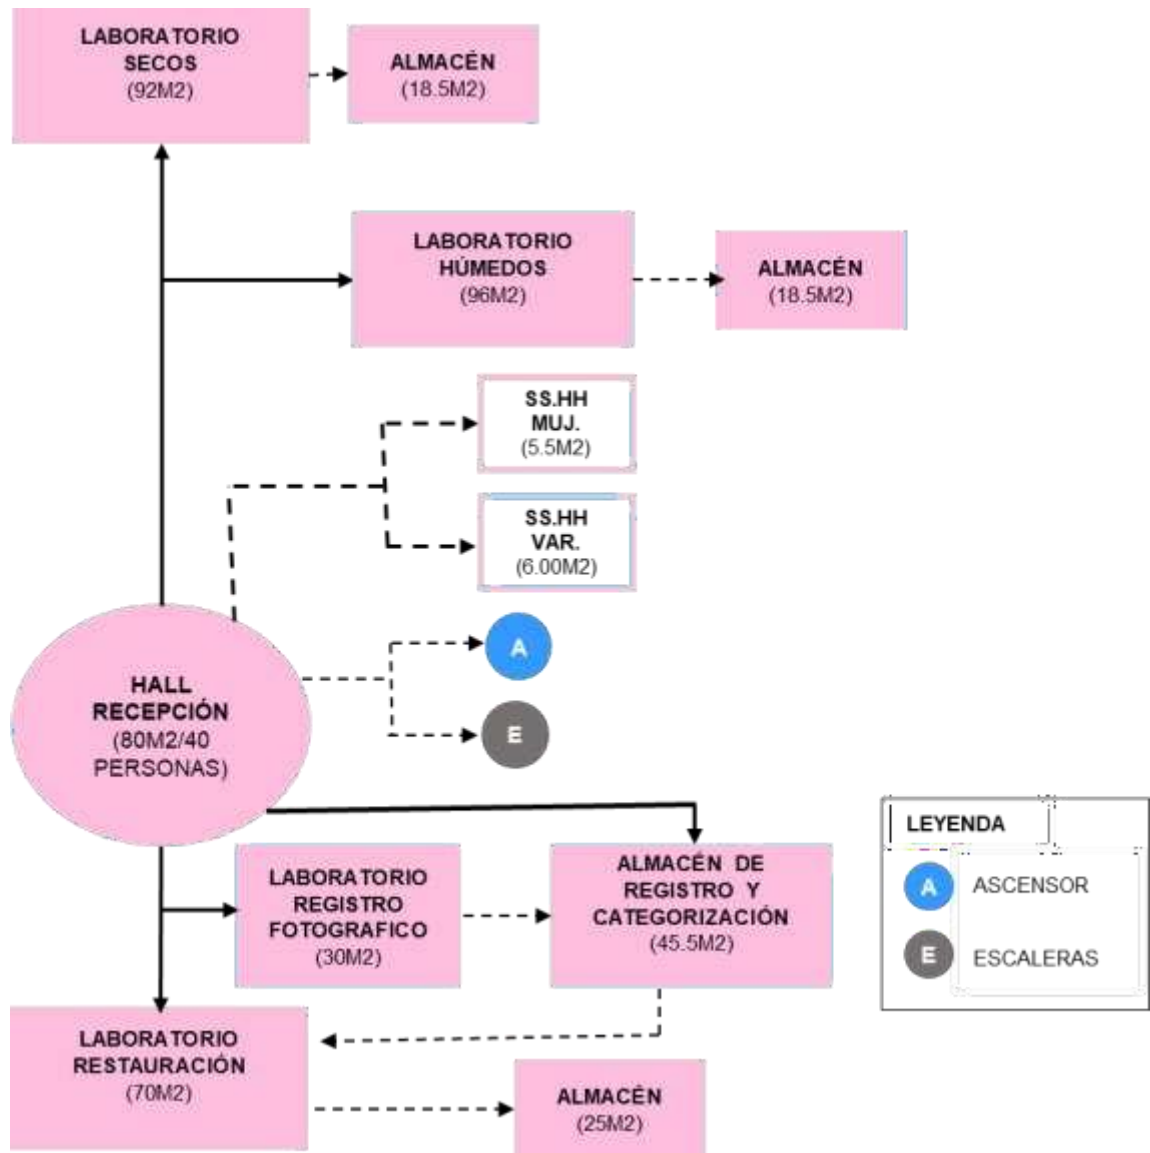 LABORATORIO
SECOS
(92M2)
ALMACÉN
(18.5M2)
LABORATORIO
HÚMEDOS
(96M2)
ALMACÉN
(18.5M2)
SS.HH
MUJ.
(5.5M2)
SS.HH
VAR.
(6.00M2)
A
E
HALL
RECEPCIÓN
(80M2/40
PERSONAS)
LABORATORIO
REGISTRO
FOTOGRAFICO
(30M2)
ALMACÉN DE
REGISTRO Y
CATEGORIZACIÓN
(45.5M2)
LABORATORIO
RESTAURACIÓN
(70M2)
ALMACÉN
(25M2)
LEYENDA
A ASCENSOR
E ESCALERAS